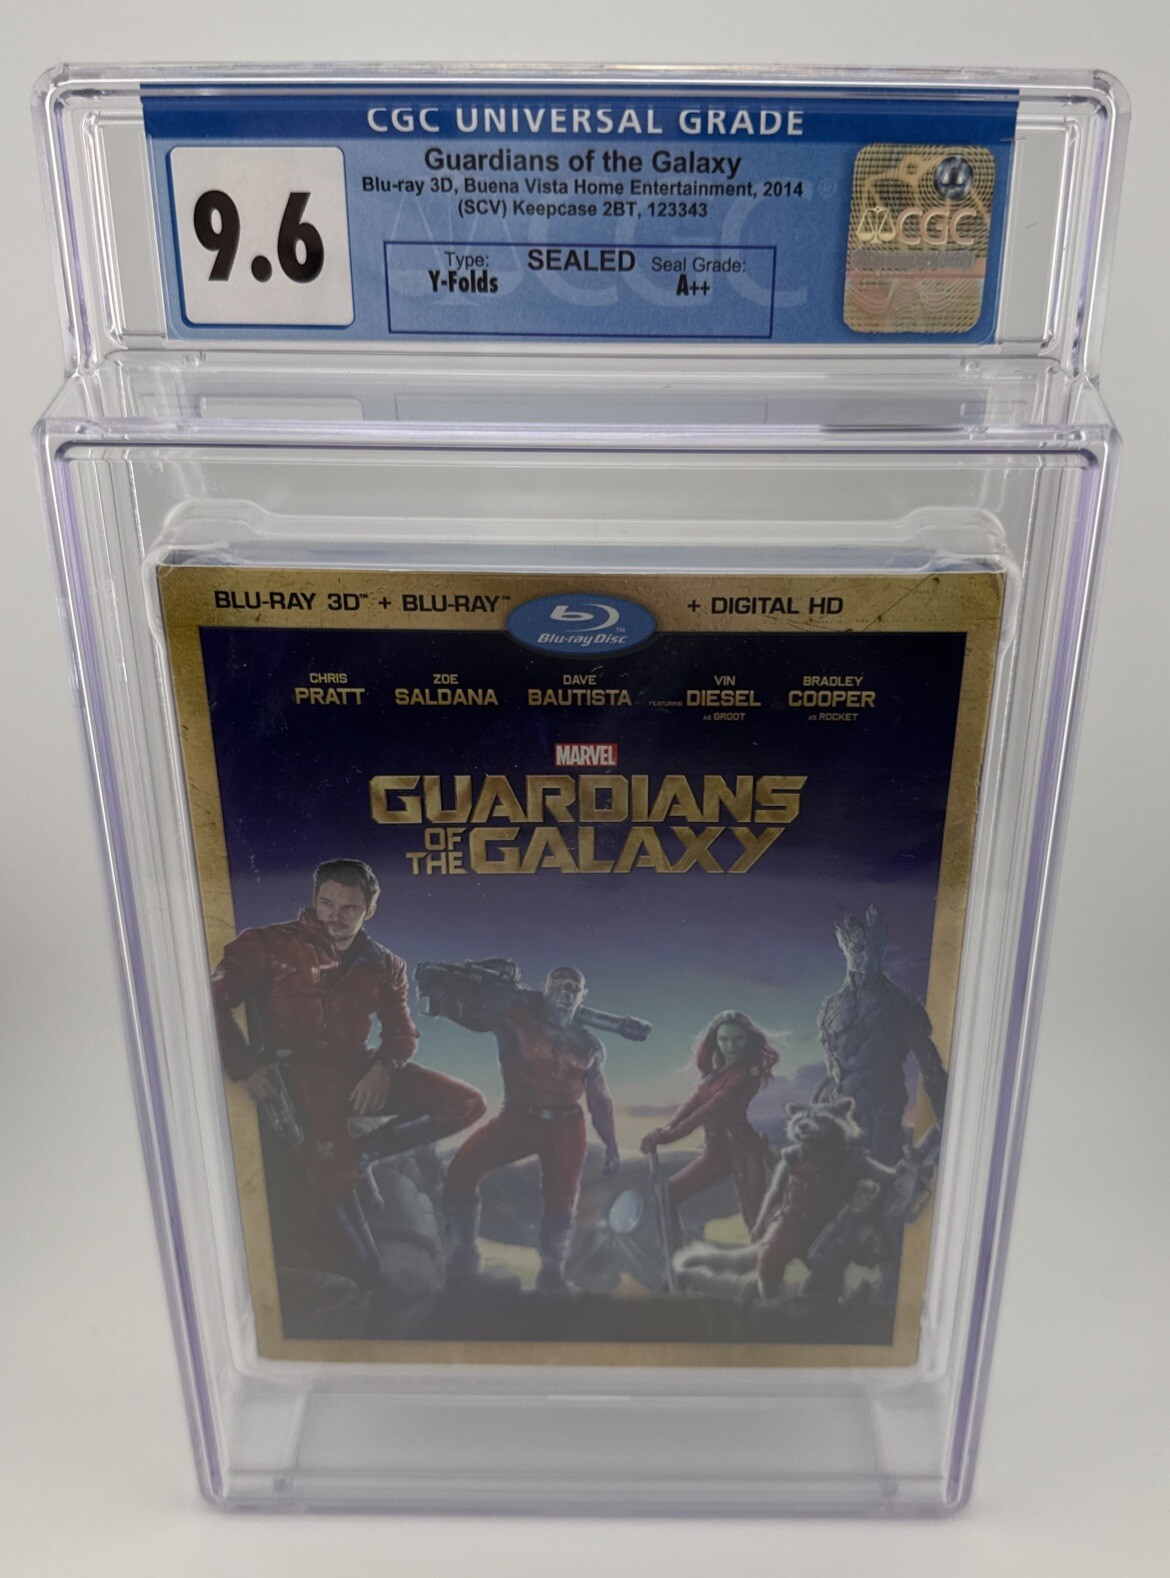 CGC UNIVERSAL GRADE
9.6
Guardians of the Galaxy
Blu-ray 3D, Buena Vista Home Entertainment, 2014
(SCV) Keepcase 2BT, 123343
Type: SEALED Seal Grade:
Y-Folds A++
CGC
BLU-RAY 3D™ + BLU-RAY™ + DIGITAL HD
Blu-ray Disc™
CHRIS PRATT
ZOE SALDANA
DAVE BAUTISTA
FEATURING VIN DIESEL AS GROOT
BRADLEY COOPER AS ROCKET
MARVEL
GUARDIANS
OF THE GALAXY